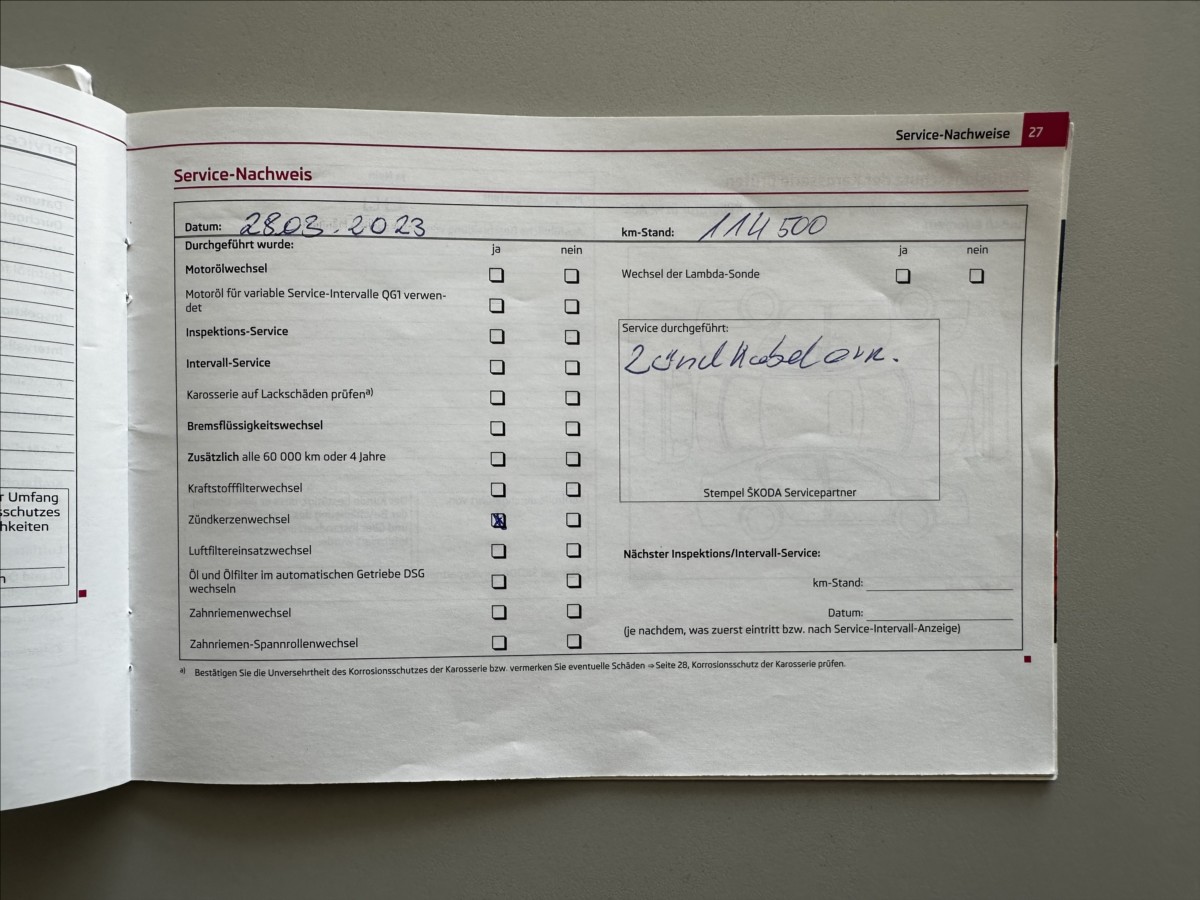 Service-Nachweise 27
Service-Nachweis
Datum: 28.03.2023 km-Stand: 114 500
Durchgeführt wurde: ja nein ja nein
Motorölwechsel
Wechsel der Lambda-Sonde
Motoröl für variable Service-Intervalle QG1 verwen-
det
Inspektions-Service
Intervall-Service
Karosserie auf Lackschäden prüfen a)
Bremsflüssigkeitswechsel
Zusätzlich alle 60 000 km oder 4 Jahre
Kraftstofffilterwechsel
Zündkerzenwechsel
Luftfiltereinsatzwechsel
Öl und Ölfilter im automatischen Getriebe DSG
wechseln
Zahnriemenwechsel
Zahnriemen-Spannrollenwechsel
Service durchgeführt:
Zündkabel
Stempel ŠKODA Servicepartner
Nächster Inspektions/Intervall-Service:
km-Stand:
Datum:
(je nachdem, was zuerst eintritt bzw. nach Service-Intervall-Anzeige)
a) Bestätigen Sie die Unversehrtheit des Korrosionsschutzes der Karosserie bzw. vermerken Sie eventuelle Schäden ⇒ Seite 28, Korrosionsschutz der Karosserie prüfen.
r Umfang
sschutzes
hkeiten